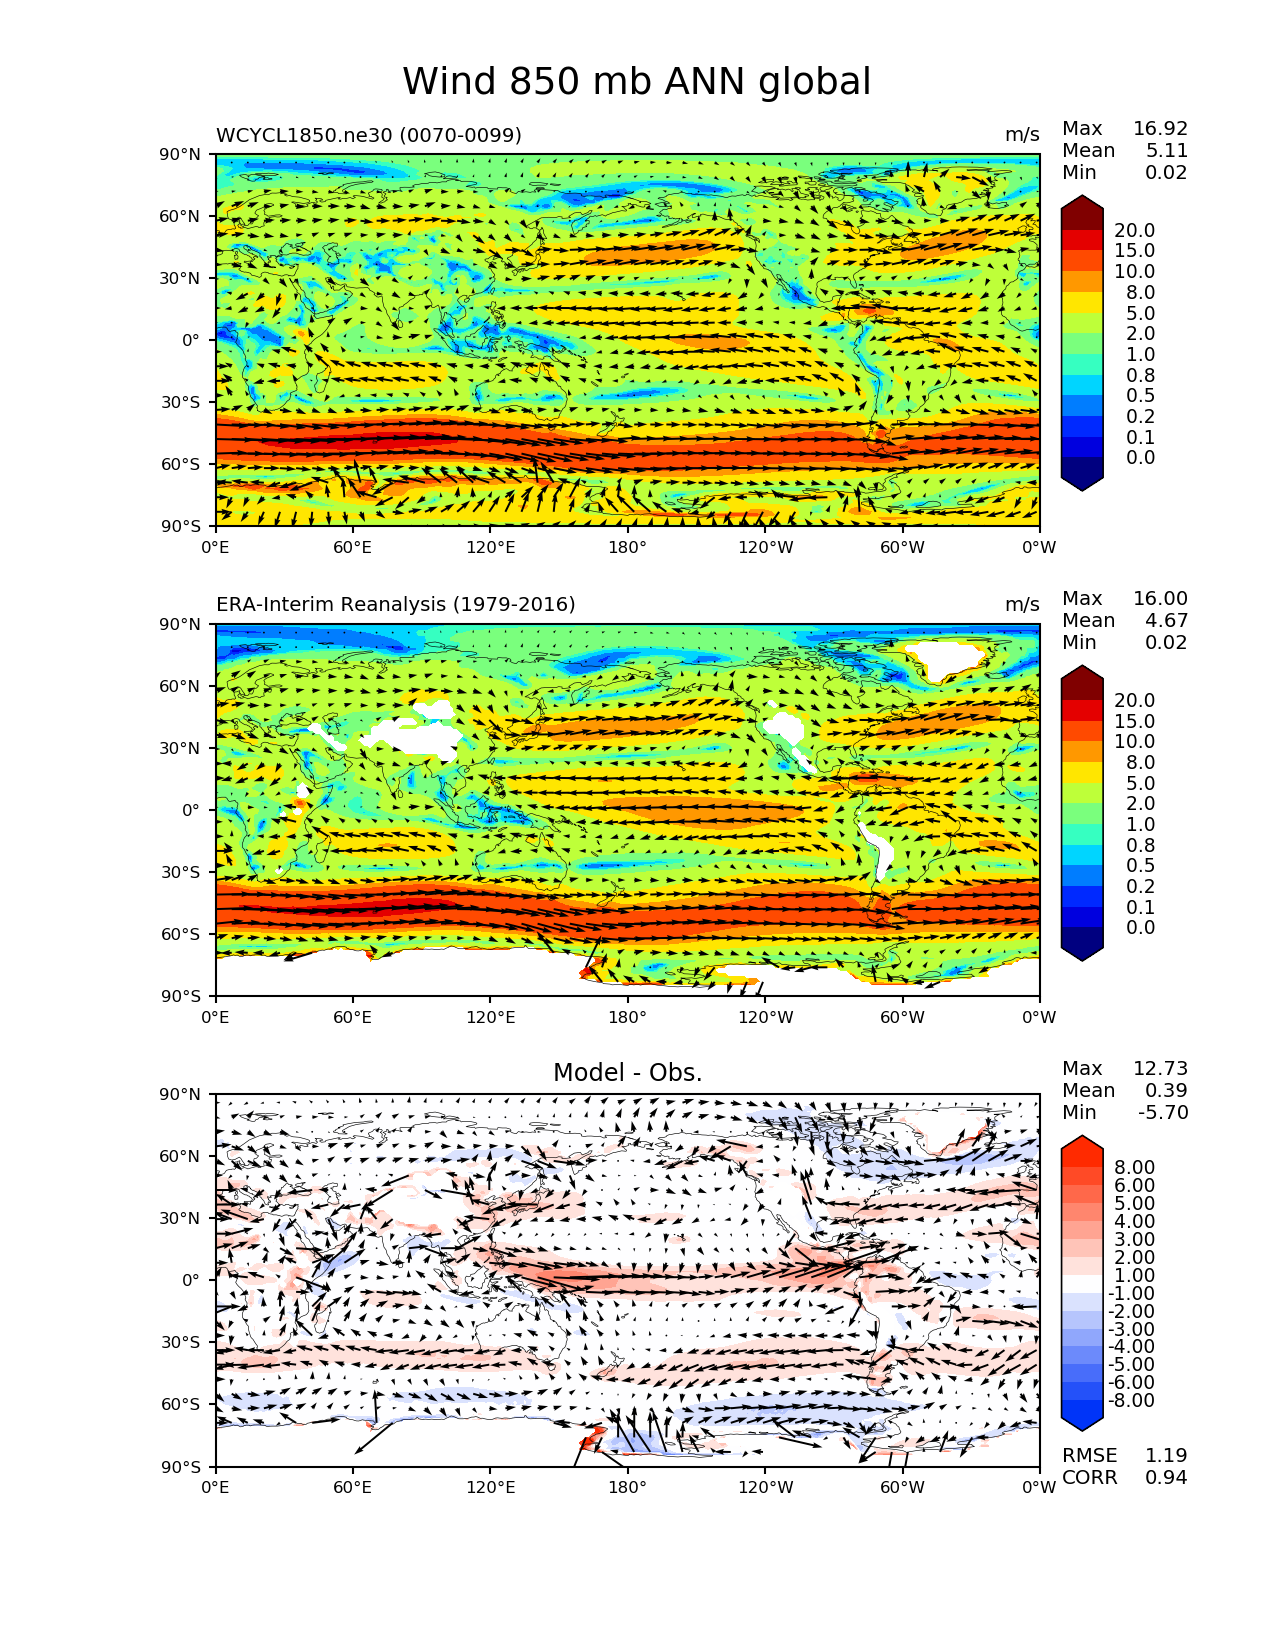 Wind 850 mb ANN global
WCYCL1850.ne30 (0070-0099) m/s
Max 16.92
Mean 5.11
Min 0.02
90°N
60°N
30°N
0°
30°S
60°S
90°S
0°E 60°E 120°E 180° 120°W 60°W 0°W
20.0
15.0
10.0
8.0
5.0
2.0
1.0
0.8
0.5
0.2
0.1
0.0
ERA-Interim Reanalysis (1979-2016) m/s
Max 16.00
Mean 4.67
Min 0.02
90°N
60°N
30°N
0°
30°S
60°S
90°S
0°E 60°E 120°E 180° 120°W 60°W 0°W
20.0
15.0
10.0
8.0
5.0
2.0
1.0
0.8
0.5
0.2
0.1
0.0
Model - Obs.
Max 12.73
Mean 0.39
Min -5.70
90°N
60°N
30°N
0°
30°S
60°S
90°S
0°E 60°E 120°E 180° 120°W 60°W 0°W
8.00
6.00
5.00
4.00
3.00
2.00
1.00
-1.00
-2.00
-3.00
-4.00
-5.00
-6.00
-8.00
RMSE 1.19
CORR 0.94